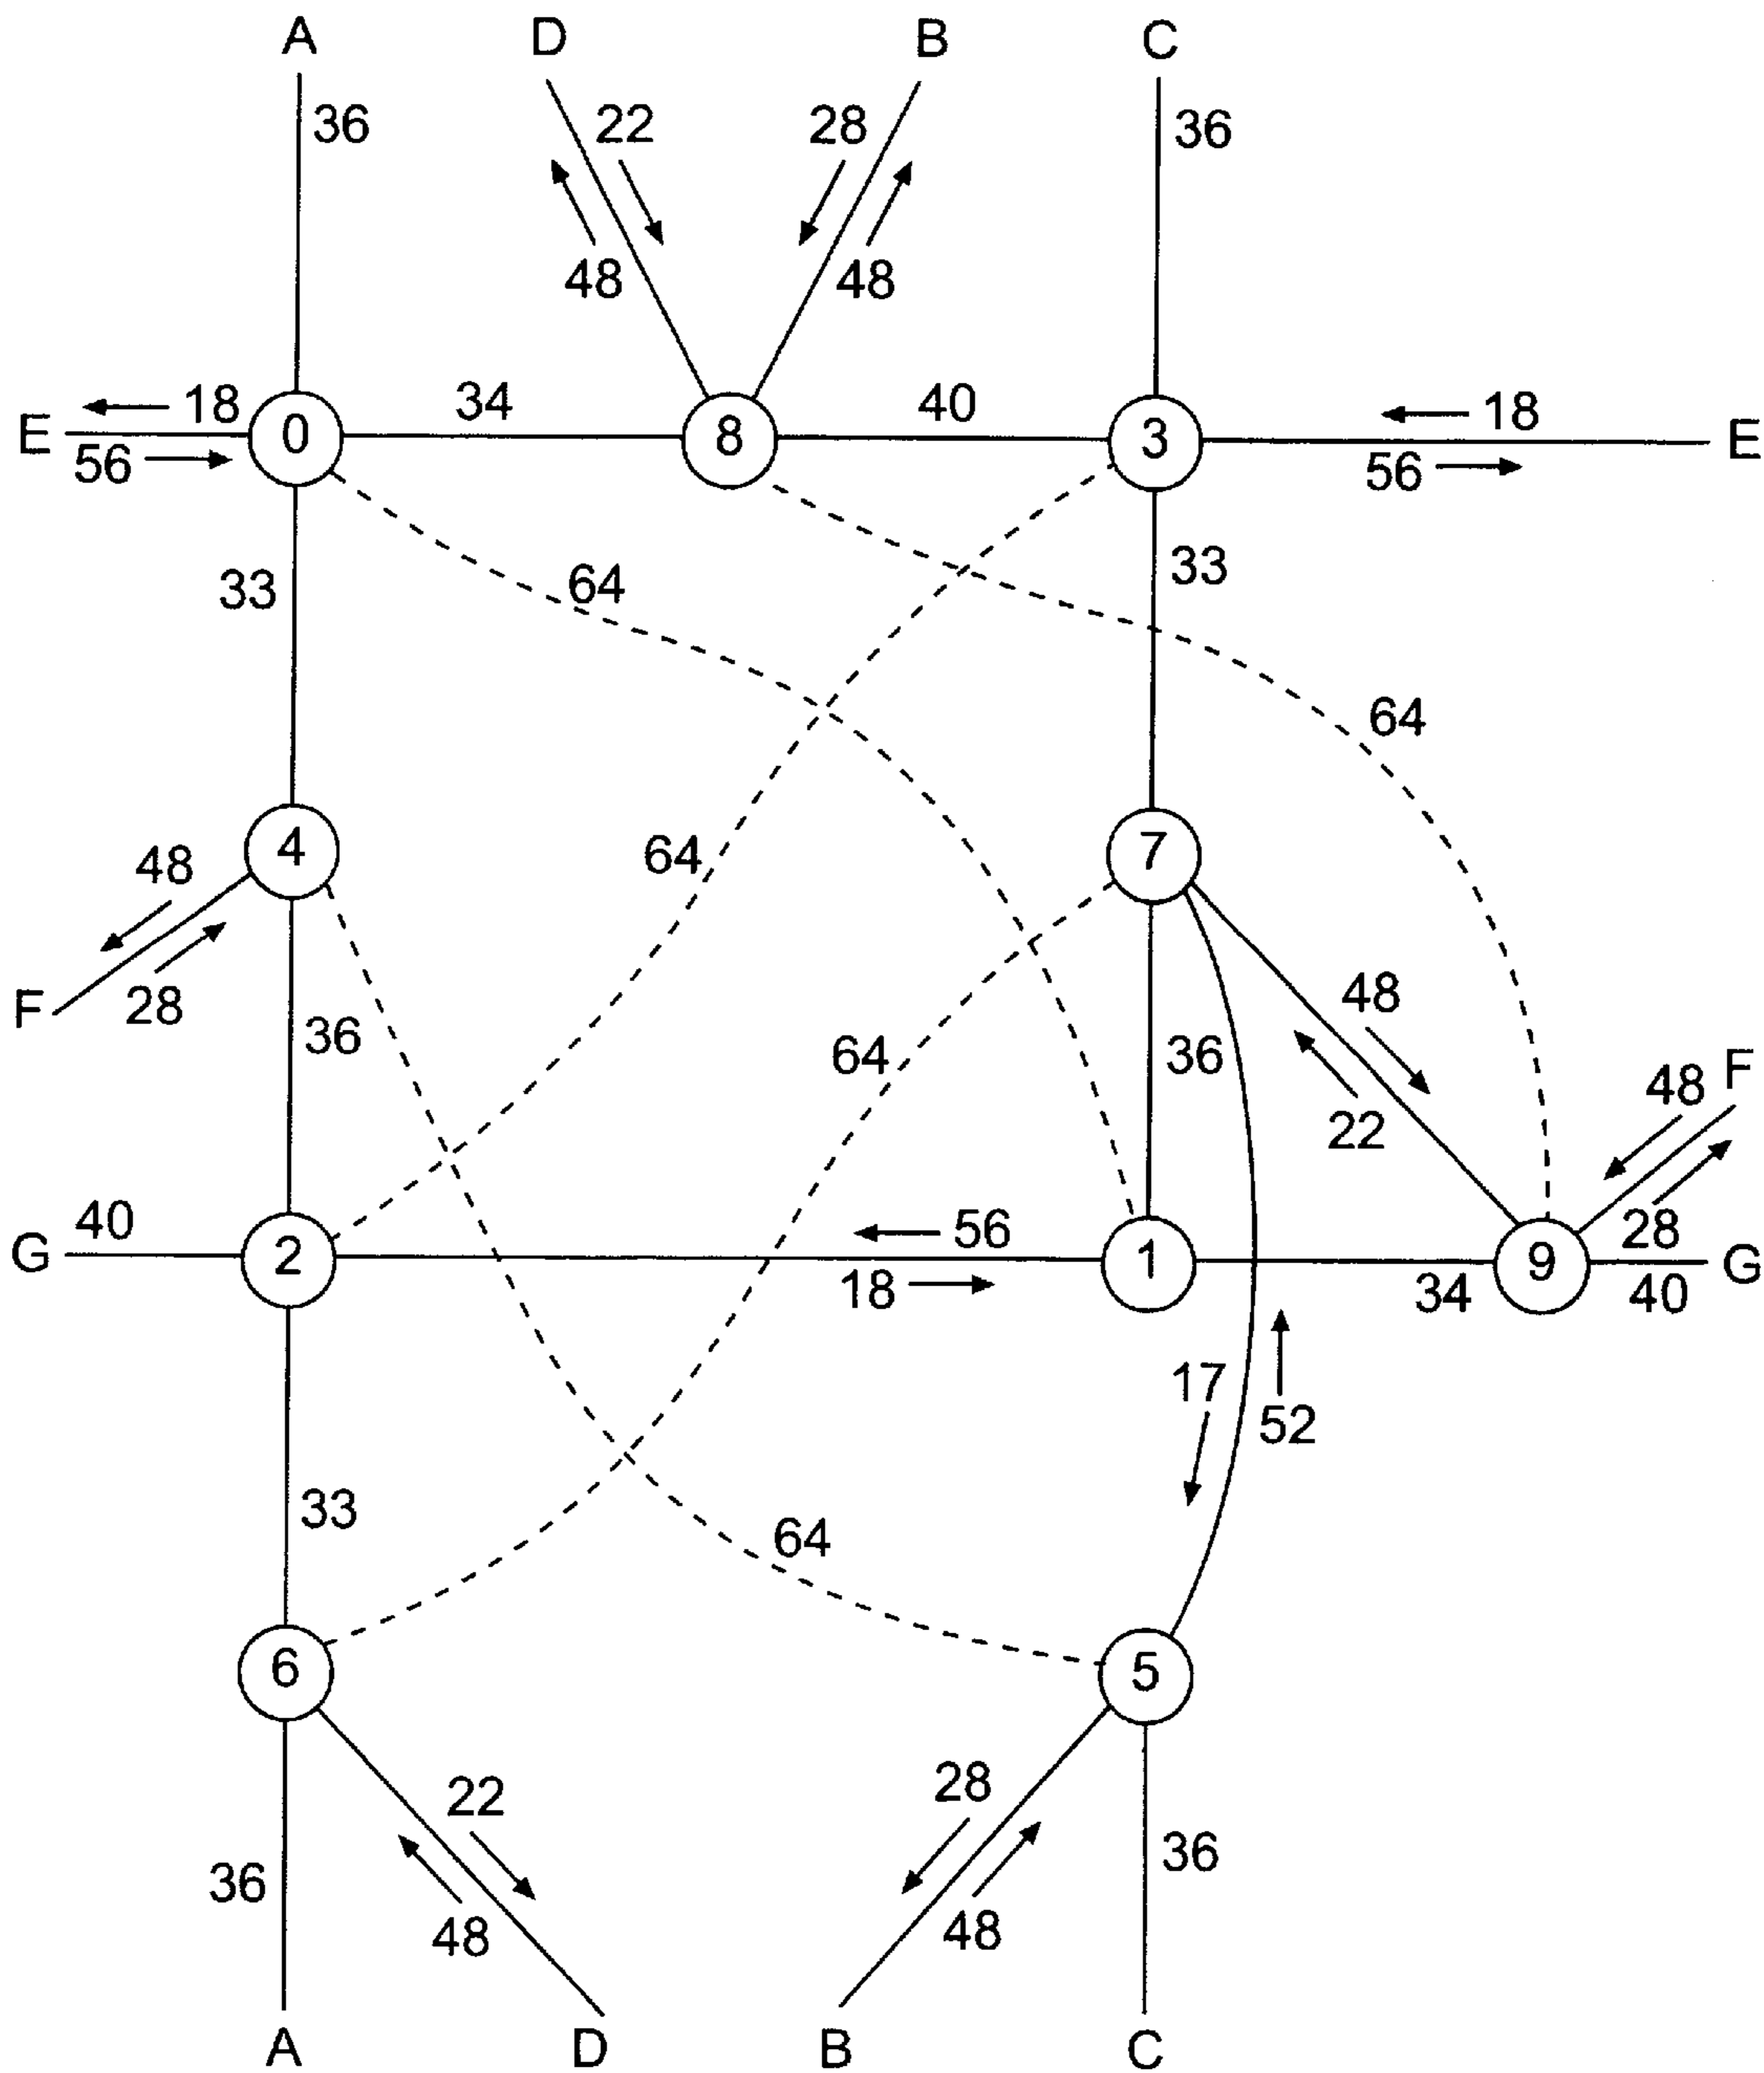 A D B C
36 22 28 36
48 48
E 18 0 34 8 40 3 18 E
56 56
33 64 33
64
48 4 64 7
F 28 36 64 36 48 48 F
22
G 40 2 56 1 34 9 28 G
18 40
17
52
33 64
6 5
22 28
36 48 48 36
A D B C